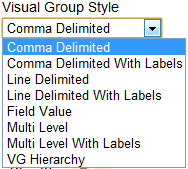 Visual Group Style
Comma Delimited
Comma Delimited
Comma Delimited With Labels
Line Delimited
Line Delimited With Labels
Field Value
Multi Level
Multi Level With Labels
VG Hierarchy